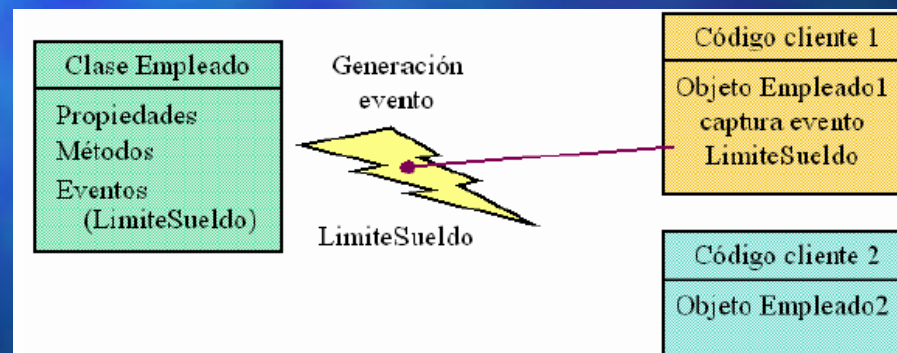 Clase Empleado
Propiedades
Métodos
Eventos
(LimiteSueldo)
Generación
evento
LimiteSueldo
Código cliente 1
Objeto Empleado1
captura evento
LimiteSueldo
Código cliente 2
Objeto Empleado2